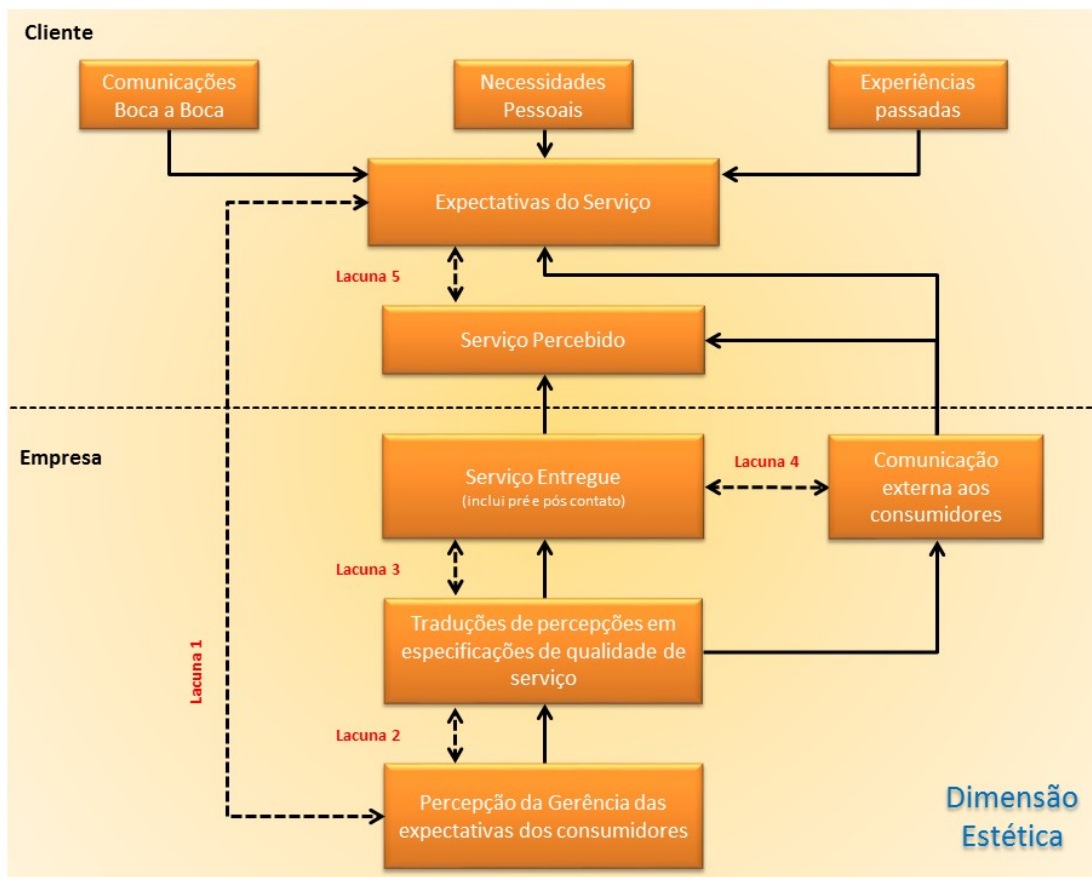 Cliente
Comunicações
Boca a Boca
Necessidades
Pessoais
Experiências
passadas
Expectativas do Serviço
Lacuna 5
Serviço Percebido
Empresa
Serviço Entregue
(inclui pré e pós contato)
Lacuna 4
Comunicação
externa aos
consumidores
Lacuna 3
Traduções de percepções em
especificações de qualidade de
serviço
Lacuna 1
Lacuna 2
Percepção da Gerência das
expectativas dos consumidores
Dimensão
Estética